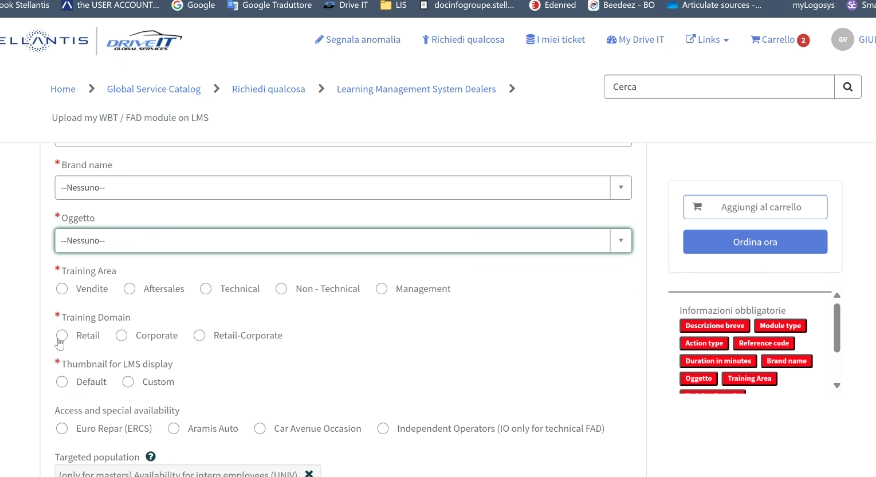 ook Stellantis the USER ACCOUNT... Google Google Traduttore Drive IT LIS docinfogroupe.stell... Edenred Beedeez - BO Articulate sources –... myLogosys Sma
ELLANTIS DRIVEIT GLOBAL SERVICES Segnala anomalia Richiedi qualcosa I miei ticket My Drive IT Links Carrello 2 GV GIUL
Home Global Service Catalog Richiedi qualcosa Learning Management System Dealers
Upload my WBT / FAD module on LMS
Cerca
* Brand name
--Nessuno--
* Oggetto
--Nessuno--
* Training Area
Vendite Aftersales Technical Non - Technical Management
* Training Domain
Retail Corporate Retail-Corporate
* Thumbnail for LMS display
Default Custom
Access and special availability
Euro Repar (ERCS) Aramis Auto Car Avenue Occasion Independent Operators (IO only for technical FAD)
Targeted population ?
(only for masters) Availability for intern employees (UNIV) ×
Aggiungi al carrello
Ordina ora
Informazioni obbligatorie
Descrizione breve Module type
Action type Reference code
Duration in minutes Brand name
Oggetto Training Area